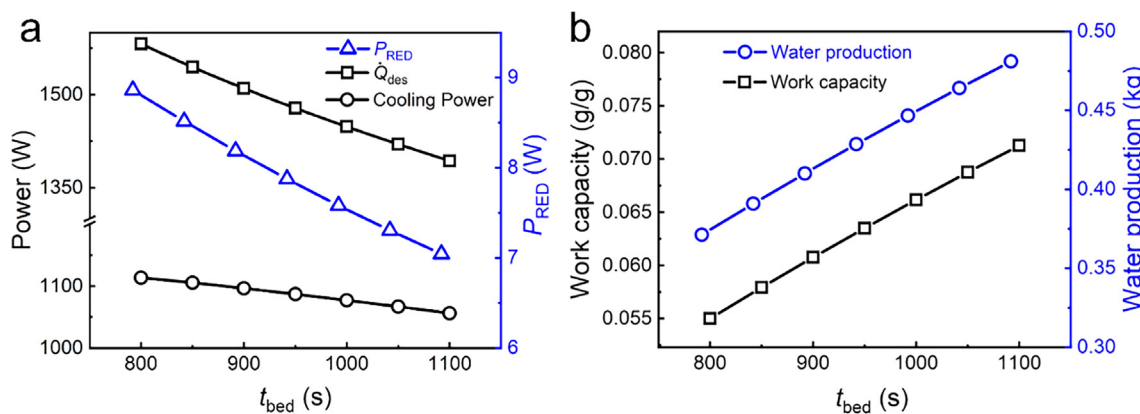 a
P_RED
Q̇_des
Cooling Power
Power (W)
1500
1350
1100
1000
9
8
7
6
P_RED (W)
800
900
1000
1100
t_bed (s)
b
Water production
Work capacity
Work capacity (g/g)
0.080
0.075
0.070
0.065
0.060
0.055
0.50
0.45
0.40
0.35
0.30
Water production (kg)
800
900
1000
1100
t_bed (s)